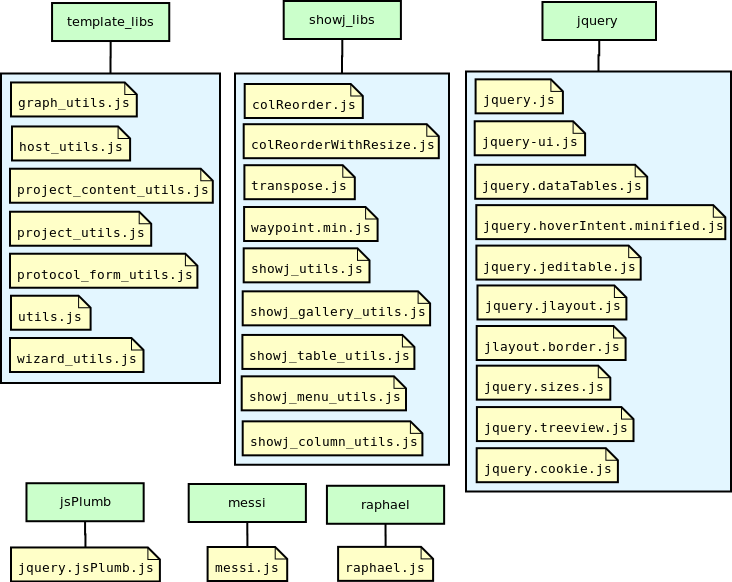 template_libs
graph_utils.js
host_utils.js
project_content_utils.js
project_utils.js
protocol_form_utils.js
utils.js
wizard_utils.js
showj_libs
colReorder.js
colReorderWithResize.js
transpose.js
waypoint.min.js
showj_utils.js
showj_gallery_utils.js
showj_table_utils.js
showj_menu_utils.js
showj_column_utils.js
jquery
jquery.js
jquery-ui.js
jquery.dataTables.js
jquery.hoverIntent.minified.js
jquery.jeditable.js
jquery.jlayout.js
jlayout.border.js
jquery.sizes.js
jquery.treeview.js
jquery.cookie.js
jsPlumb
jquery.jsPlumb.js
messi
messi.js
raphael
raphael.js